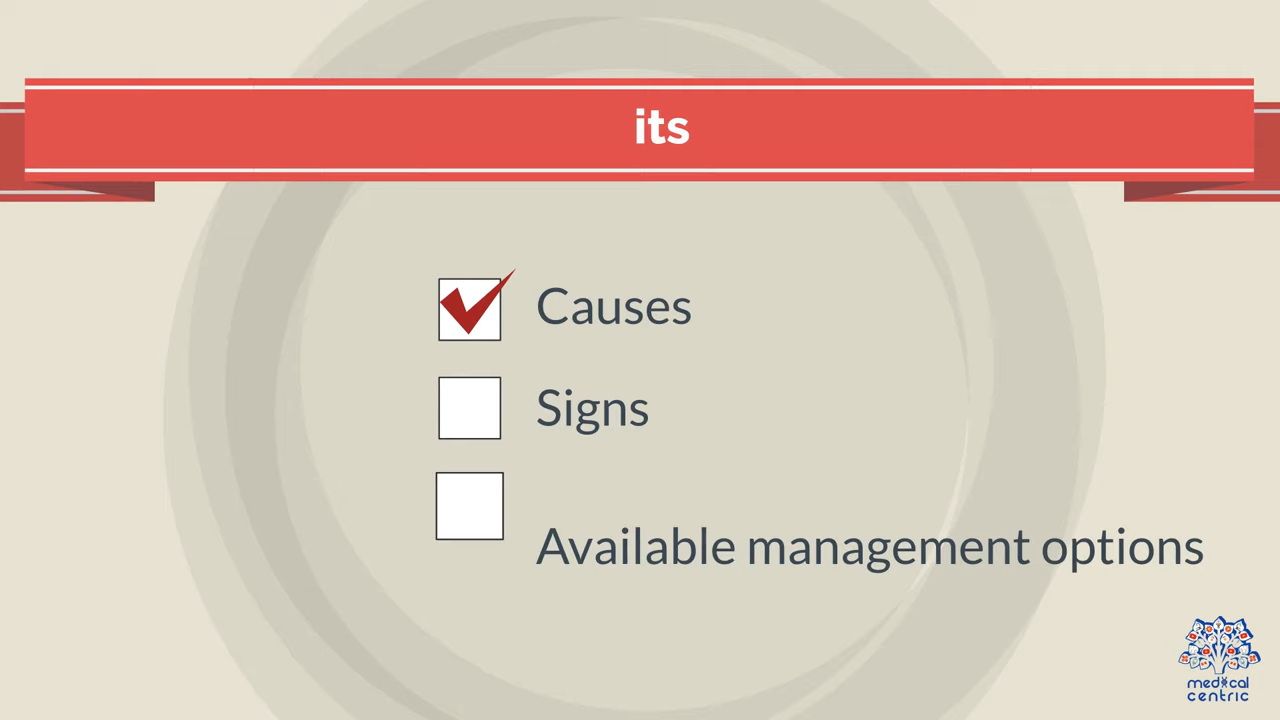 its
Causes
Signs
Available management options
medical
centric